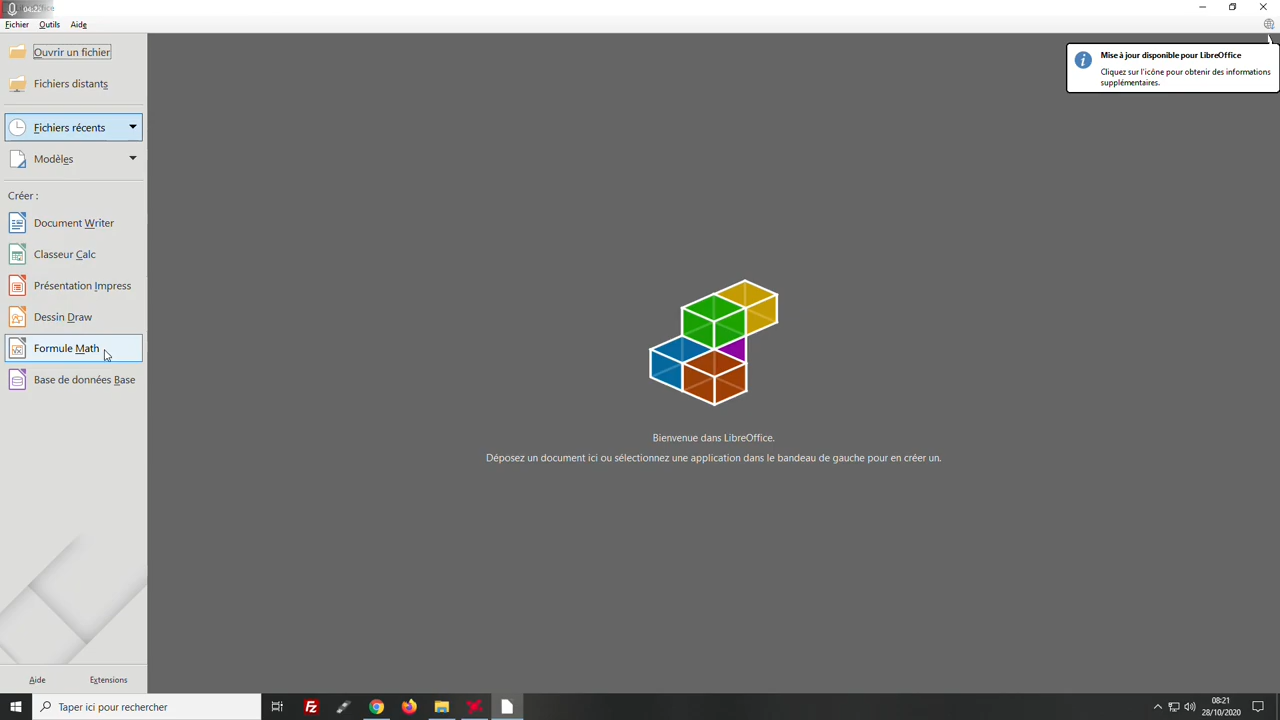 Fichier Outils Aide
Ouvrir un fichier
Fichiers distants
Fichiers récents
Modèles
Créer :
Document Writer
Classeur Calc
Présentation Impress
Dessin Draw
Formule Math
Base de données Base
Aide Extensions
Mise à jour disponible pour LibreOffice
Cliquez sur l'icône pour obtenir des informations
supplémentaires.
Bienvenue dans LibreOffice.
Déposez un document ici ou sélectionnez une application dans le bandeau de gauche pour en créer un.
Taper ici pour rechercher
08:21
28/10/2020